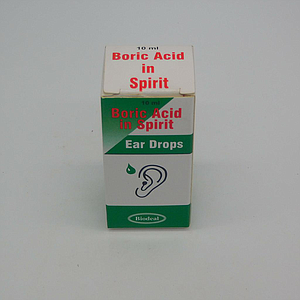 10 ml
Boric Acid
in
Spirit
10 ml
Boric Acid
in Spirit
Ear Drops
Biodeal